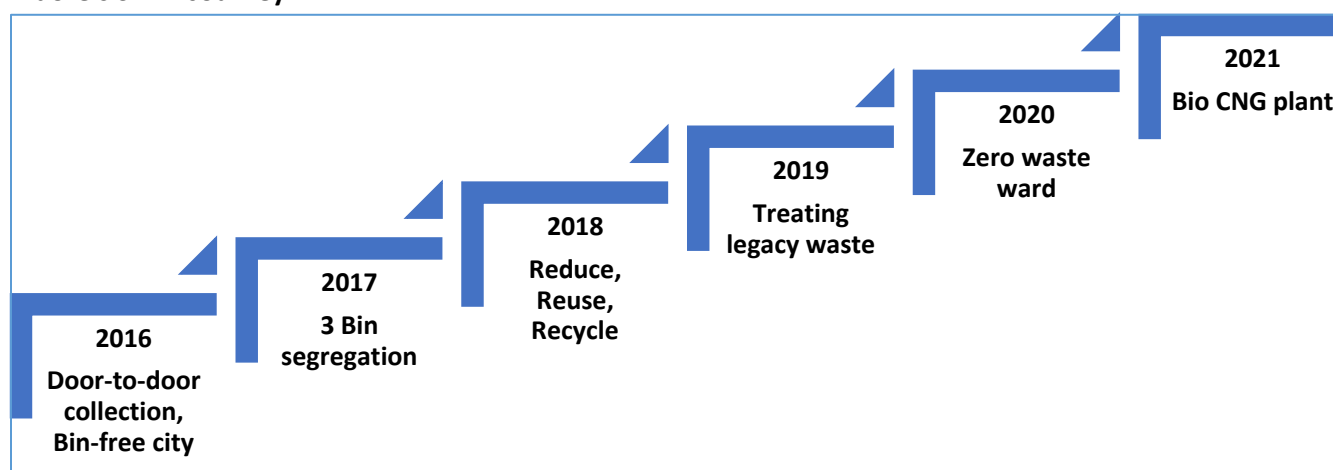 2016
Door-to-door
collection,
Bin-free city
2017
3 Bin
segregation
2018
Reduce,
Reuse,
Recycle
2019
Treating
legacy waste
2020
Zero waste
ward
2021
Bio CNG plant